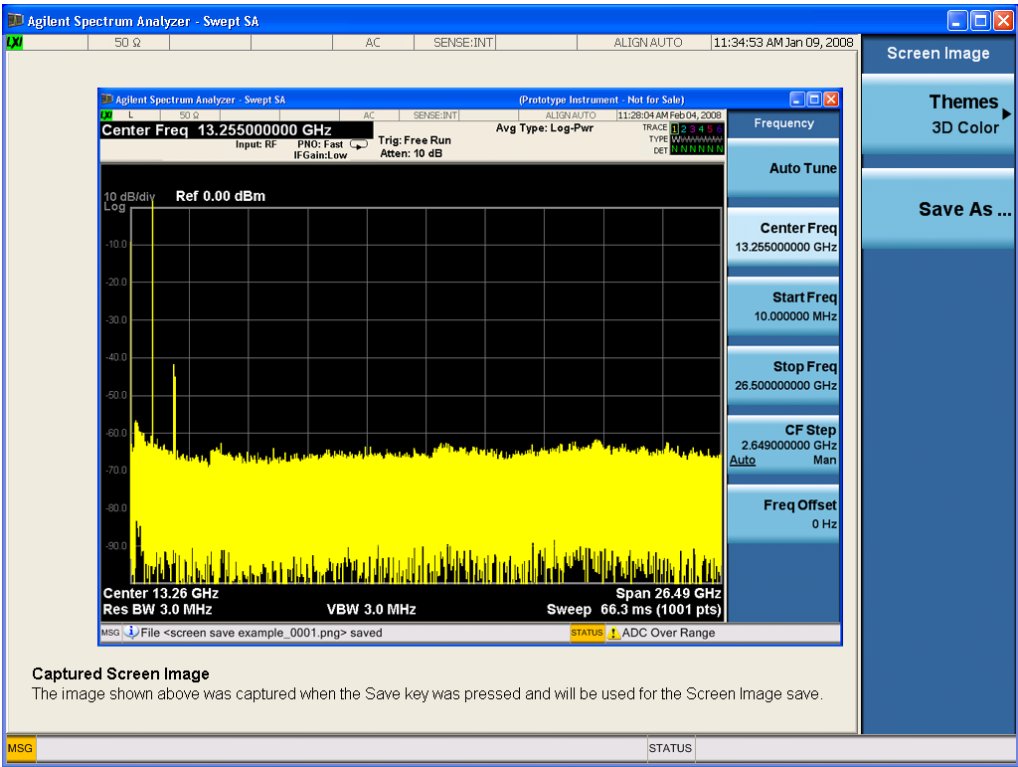 Agilent Spectrum Analyzer - Swept SA
LXI 50 Ω AC SENSE:INT ALIGN AUTO 11:34:53 AM Jan 09, 2008
Screen Image
Themes
3D Color
Save As ...
Agilent Spectrum Analyzer - Swept SA (Prototype Instrument - Not for Sale)
LXI L 50 Ω AC SENSE:INT ALIGN AUTO 11:28:04 AM Feb 04, 2008
Center Freq 13.255000000 GHz
Input: RF PNO: Fast
IFGain:Low
Trig: Free Run
Atten: 10 dB
Avg Type: Log-Pwr
TRACE 1 2 3 4 5 6
TYPE
DET N N N N N N
10 dB/div Ref 0.00 dBm
Log
-10.0
-20.0
-30.0
-40.0
-50.0
-60.0
-70.0
-80.0
-90.0
Center 13.26 GHz Span 26.49 GHz
Res BW 3.0 MHz VBW 3.0 MHz Sweep 66.3 ms (1001 pts)
MSG File <screen save example_0001.png> saved STATUS ADC Over Range
Frequency
Auto Tune
Center Freq
13.255000000 GHz
Start Freq
10.000000 MHz
Stop Freq
26.500000000 GHz
CF Step
2.649000000 GHz
Auto Man
Freq Offset
0 Hz
Captured Screen Image
The image shown above was captured when the Save key was pressed and will be used for the Screen Image save.
MSG STATUS